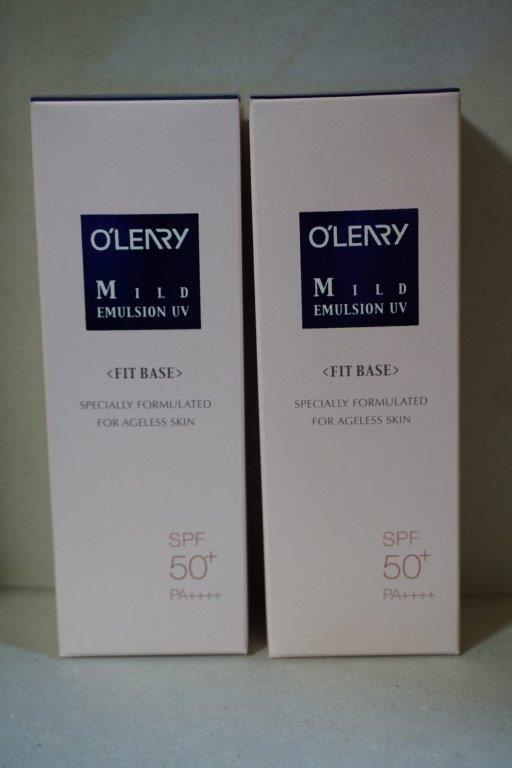 O'LEARY
MILD
EMULSION UV
<FIT BASE>
SPECIALLY FORMULATED
FOR AGELESS SKIN
SPF
50+
PA++++
O'LEARY
MILD
EMULSION UV
<FIT BASE>
SPECIALLY FORMULATED
FOR AGELESS SKIN
SPF
50+
PA++++